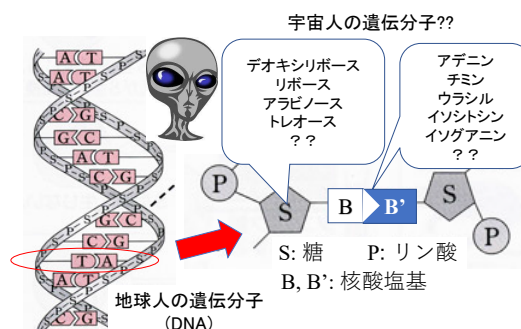 宇宙人の遺伝分子??
デオキシリボース
リボース
アラビノース
トレオース
??
アデニン
チミン
ウラシル
イソシトシン
イソグアニン
??
A T
A T
C G
G C
A T
C G
G C
C G
T A
A T
C G
P
S
B
B'
S
P
S: 糖 P: リン酸
B, B': 核酸塩基
地球人の遺伝分子
(DNA)